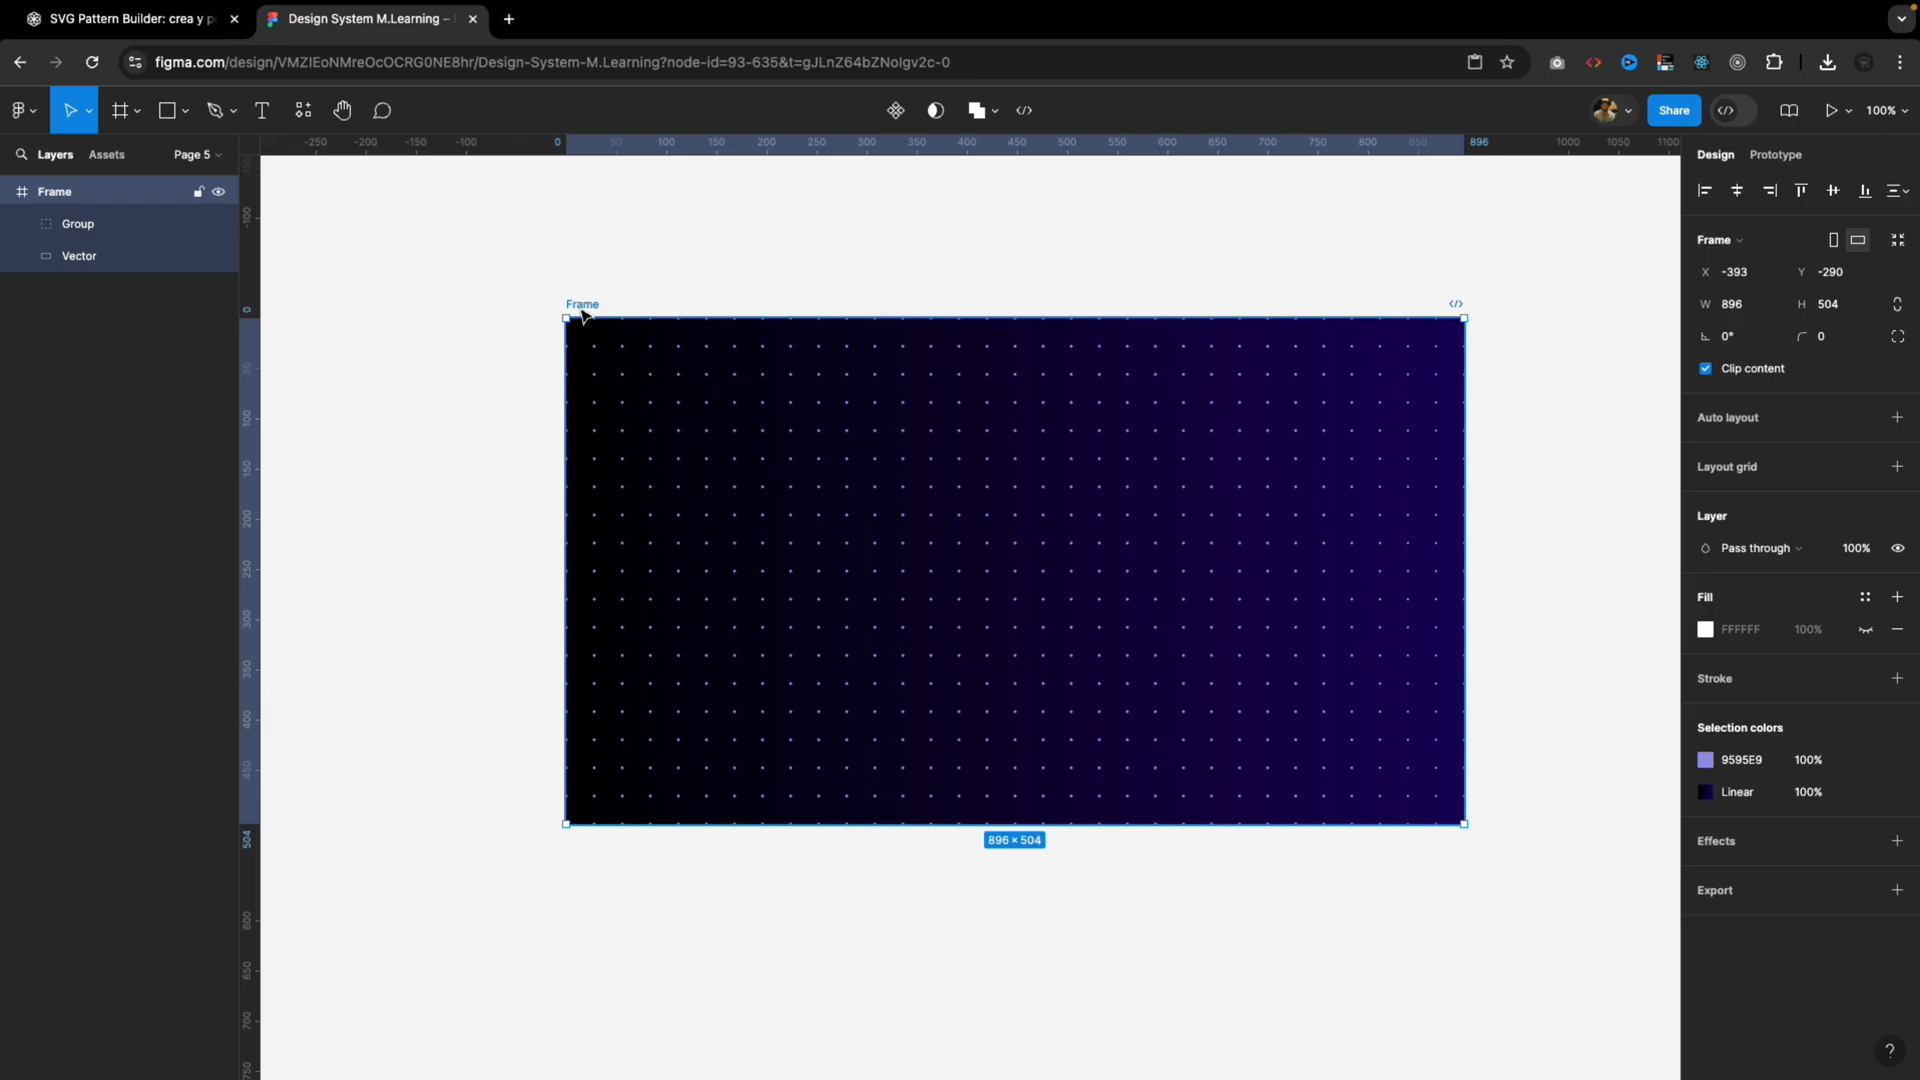 SVG Pattern Builder: crea y p
Design System M.Learning –
figma.com/design/VMZIEoNMreOcOCRG0NE8hr/Design-System-M.Learning?node-id=93-635&t=gJLnZ64bZNolgv2c-0
Share
100%
Layers
Assets
Page 5
Frame
Group
Vector
-250
-200
-150
-100
0
50
100
150
200
250
300
350
400
450
500
550
600
650
700
750
800
850
896
1000
1050
1100
-100
0
50
100
150
200
250
300
350
400
450
504
600
650
700
750
Frame
896 × 504
Design
Prototype
Frame
X -393
Y -290
W 896
H 504
0°
0
Clip content
Auto layout
Layout grid
Layer
Pass through
100%
Fill
FFFFFF
100%
Stroke
Selection colors
9595E9
100%
Linear
100%
Effects
Export
?